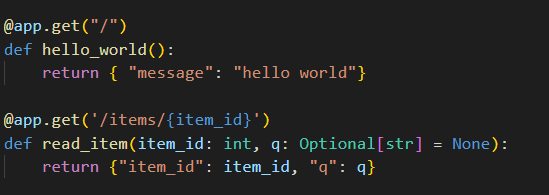 @app.get("/")
def hello_world():
    return { "message": "hello world"}
@app.get('/items/{item_id}')
def read_item(item_id: int, q: Optional[str] = None):
    return {"item_id": item_id, "q": q}